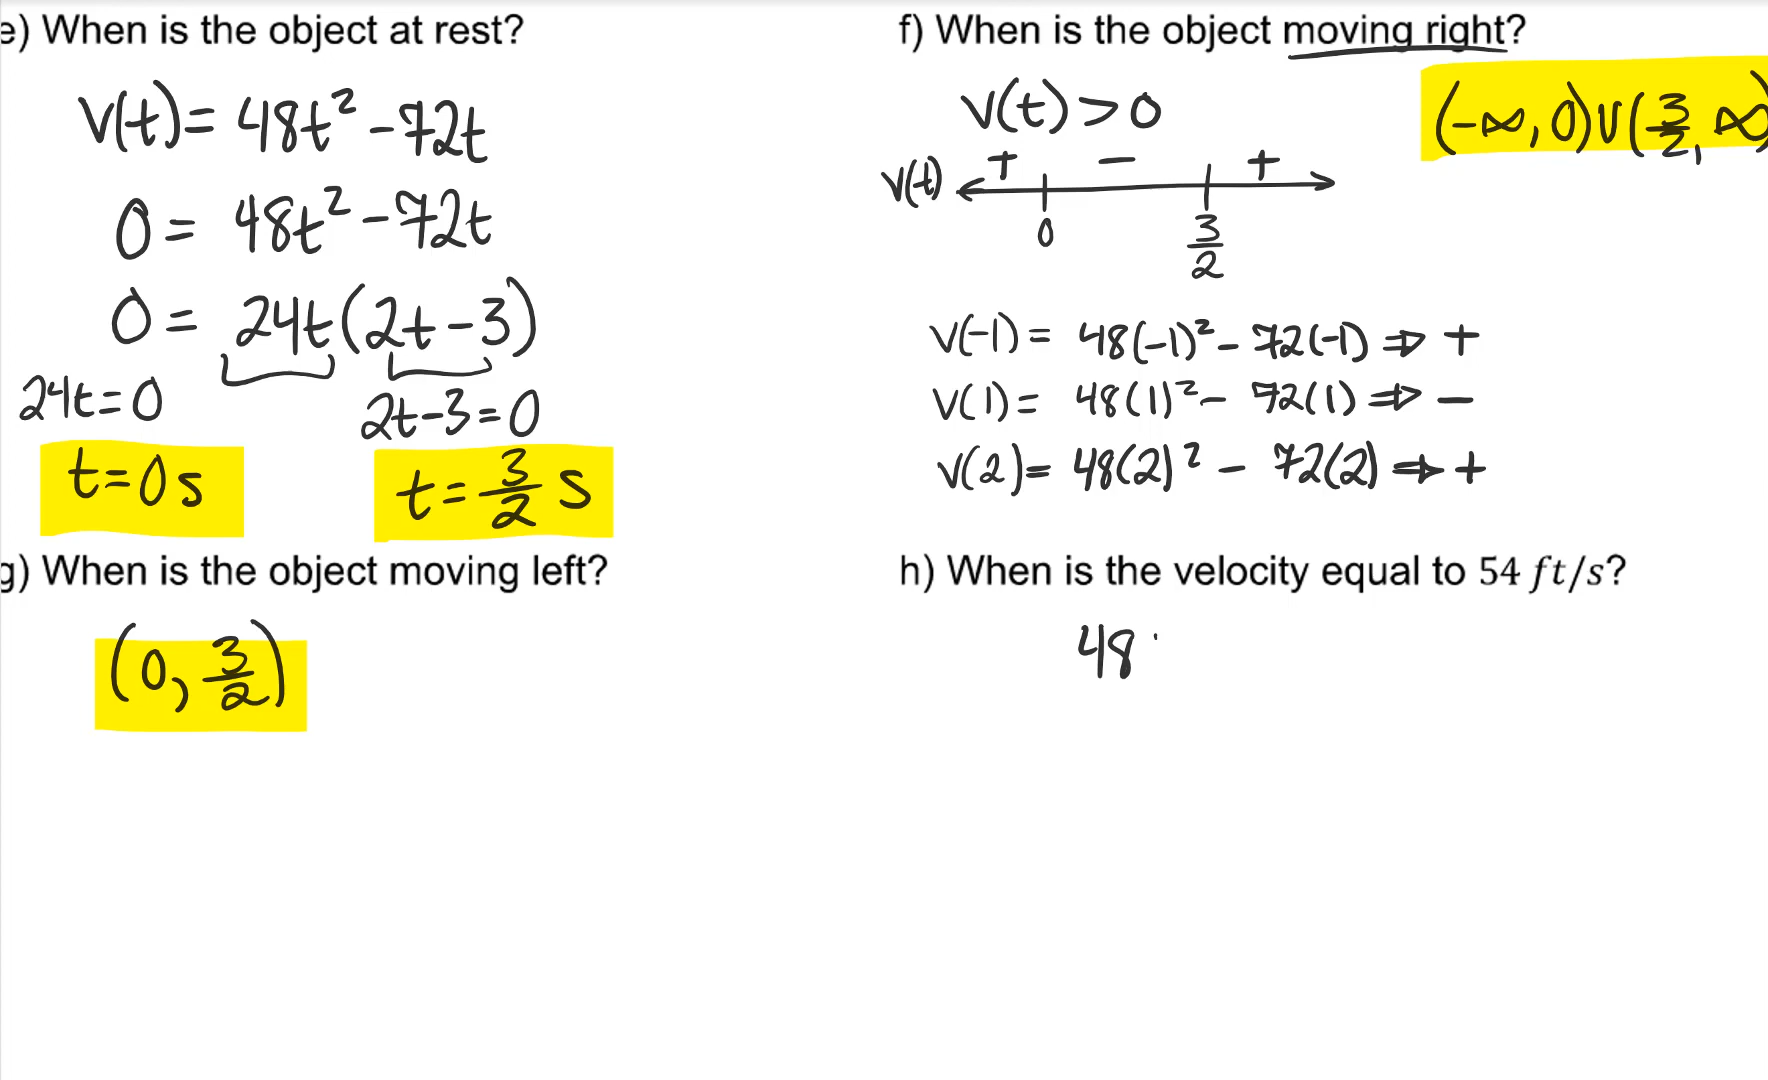 e) When is the object at rest?
v(t) = 48t² - 72t
0 = 48t² - 72t
0 = 24t(2t - 3)
24t = 0
2t - 3 = 0
t = 0 s
t = 3/2 s
f) When is the object moving right?
v(t) > 0
(-∞, 0) ∪ (3/2, ∞)
v(t) + - +
0 3/2
v(-1) = 48(-1)² - 72(-1) ⇒ +
v(1) = 48(1)² - 72(1) ⇒ -
v(2) = 48(2)² - 72(2) ⇒ +
g) When is the object moving left?
(0, 3/2)
h) When is the velocity equal to 54 ft/s?
48